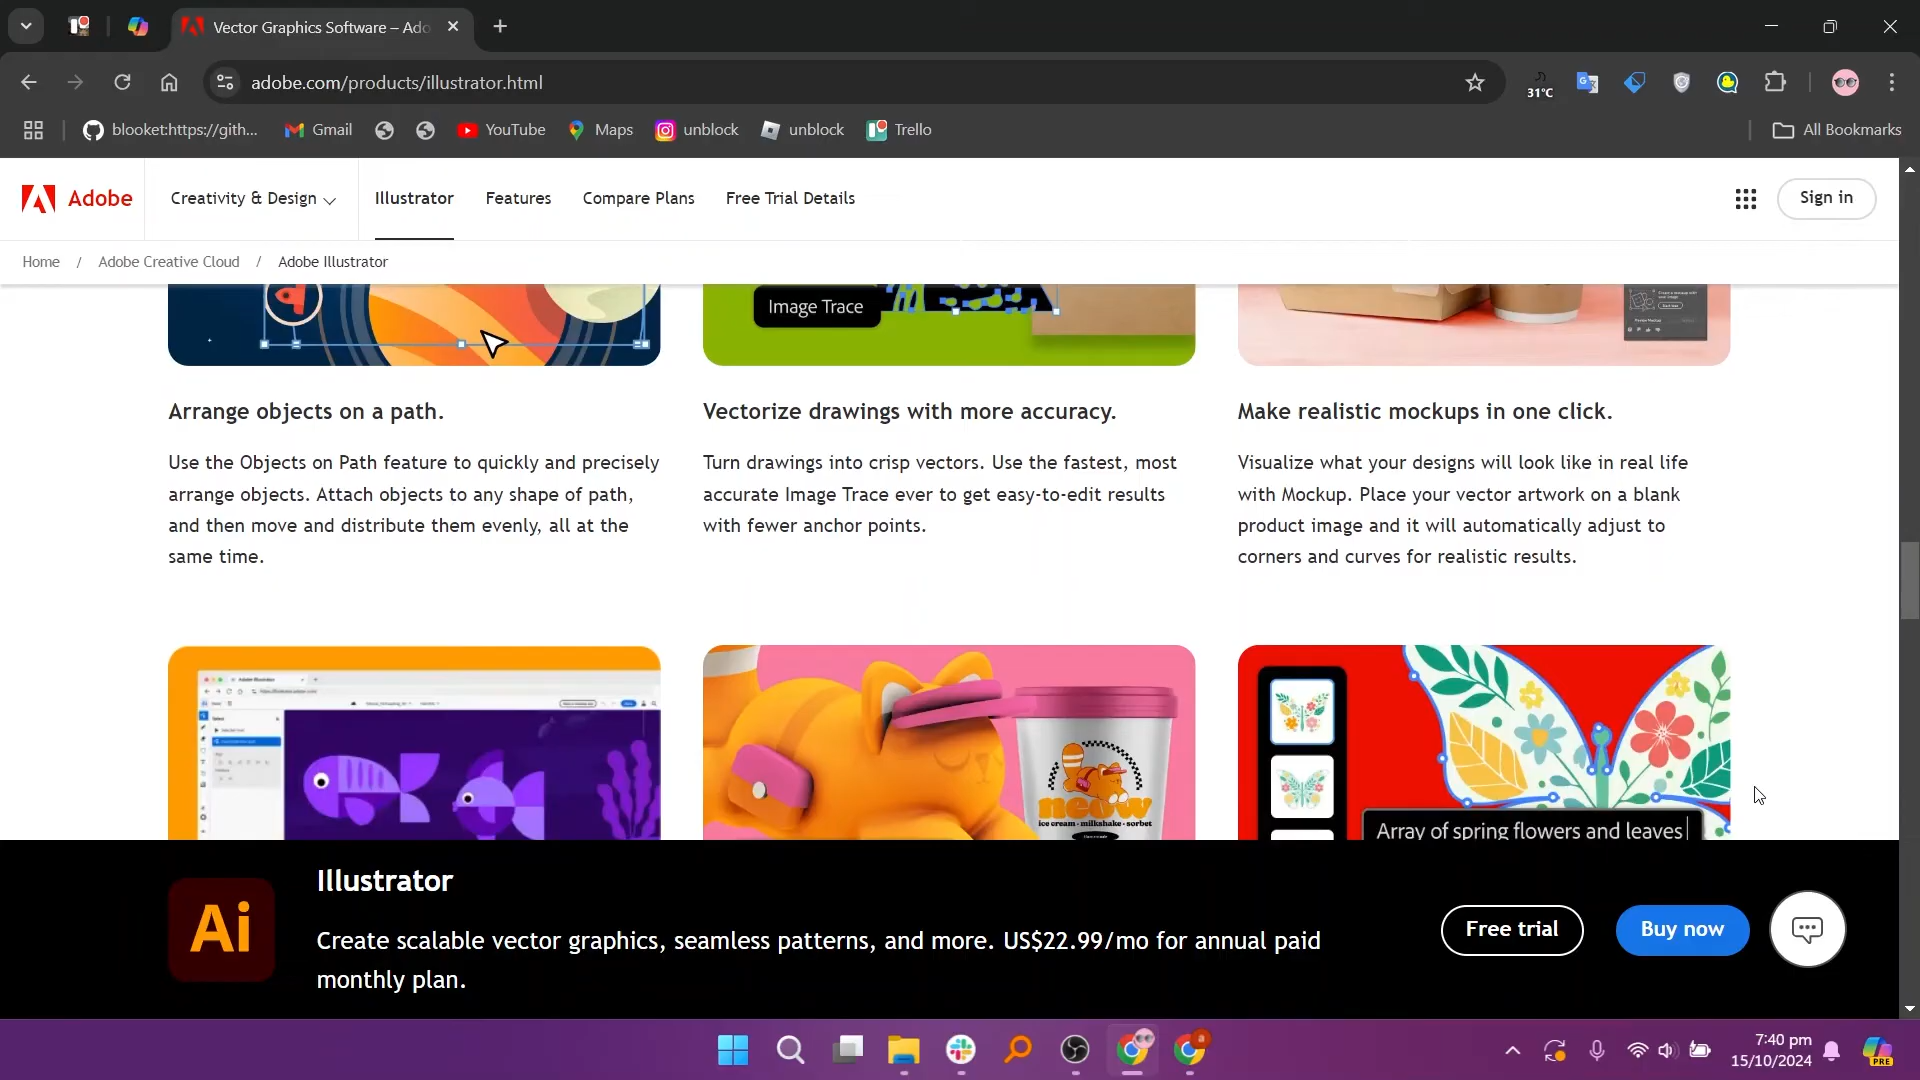 Vector Graphics Software – Ado
adobe.com/products/illustrator.html
31°C
blooket:https://gith...
Gmail
YouTube
Maps
unblock
unblock
Trello
All Bookmarks
Adobe
Creativity & Design
Illustrator
Features
Compare Plans
Free Trial Details
Sign in
Home / Adobe Creative Cloud / Adobe Illustrator
Image Trace
Arrange objects on a path.
Use the Objects on Path feature to quickly and precisely
arrange objects. Attach objects to any shape of path,
and then move and distribute them evenly, all at the
same time.
Vectorize drawings with more accuracy.
Turn drawings into crisp vectors. Use the fastest, most
accurate Image Trace ever to get easy-to-edit results
with fewer anchor points.
Make realistic mockups in one click.
Visualize what your designs will look like in real life
with Mockup. Place your vector artwork on a blank
product image and it will automatically adjust to
corners and curves for realistic results.
meow
ice cream · milkshake · sorbet
Array of spring flowers and leaves
Ai
Illustrator
Create scalable vector graphics, seamless patterns, and more. US$22.99/mo for annual paid
monthly plan.
Free trial
Buy now
7:40 pm
15/10/2024
PRE